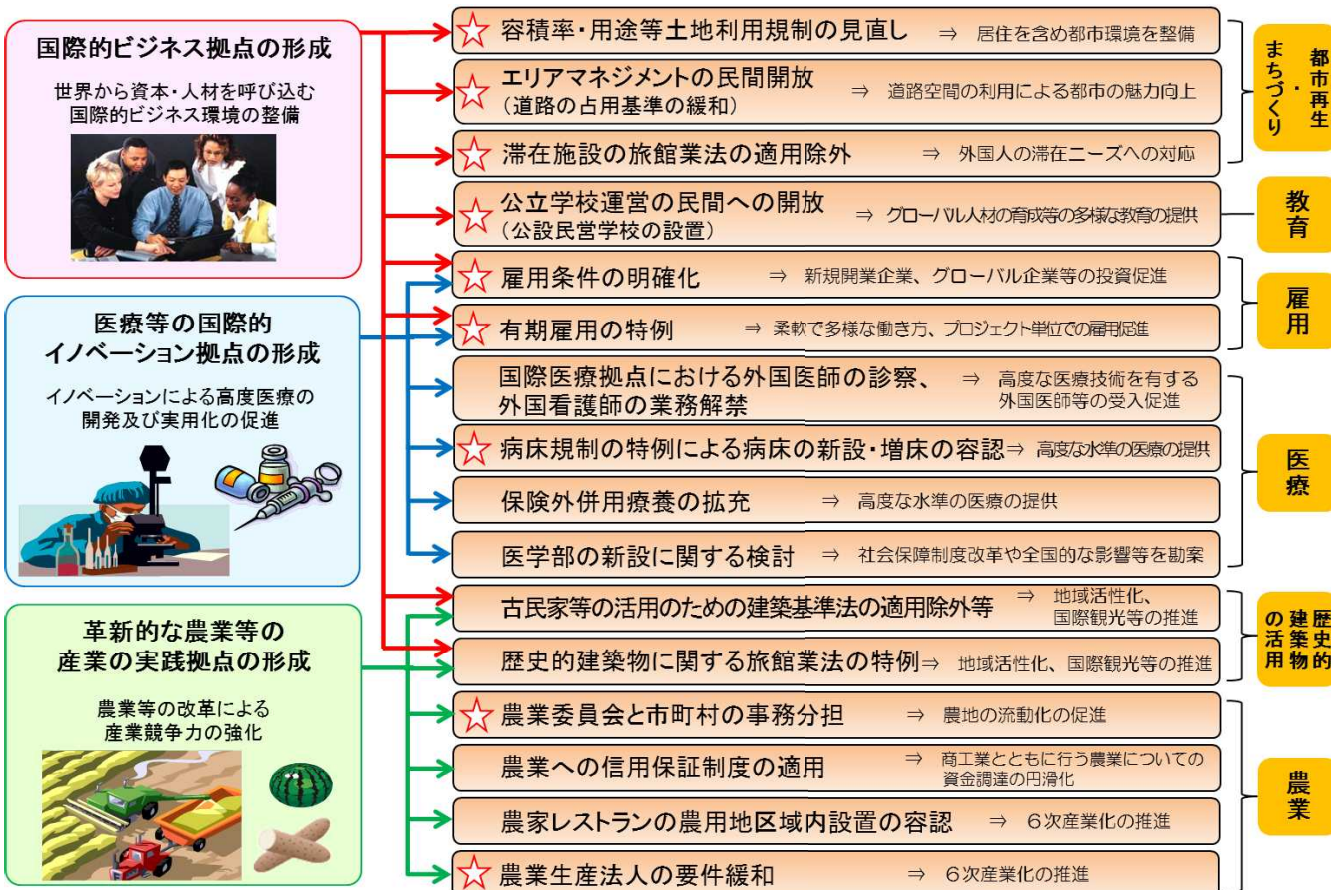 国際的ビジネス拠点の形成
世界から資本・人材を呼び込む
国際的ビジネス環境の整備
医療等の国際的
イノベーション拠点の形成
イノベーションによる高度医療の
開発及び実用化の促進
革新的な農業等の
産業の実践拠点の形成
農業等の改革による
産業競争力の強化
☆ 容積率・用途等土地利用規制の見直し ⇒ 居住を含め都市環境を整備
☆ エリアマネジメントの民間開放 ⇒ 道路空間の利用による都市の魅力向上
（道路の占用基準の緩和）
☆ 滞在施設の旅館業法の適用除外 ⇒ 外国人の滞在ニーズへの対応
都市再生
・
まちづくり
☆ 公立学校運営の民間への開放 ⇒ グローバル人材の育成等の多様な教育の提供
（公設民営学校の設置）
教育
☆ 雇用条件の明確化 ⇒ 新規開業企業、グローバル企業等の投資促進
☆ 有期雇用の特例 ⇒ 柔軟で多様な働き方、プロジェクト単位での雇用促進
雇用
国際医療拠点における外国医師の診察、 ⇒ 高度な医療技術を有する
外国看護師の業務解禁 外国医師等の受入促進
☆ 病床規制の特例による病床の新設・増床の容認⇒ 高度な水準の医療の提供
保険外併用療養の拡充 ⇒ 高度な水準の医療の提供
医学部の新設に関する検討 ⇒ 社会保障制度改革や全国的な影響等を勘案
医療
古民家等の活用のための建築基準法の適用除外等 ⇒ 地域活性化、
国際観光等の推進
歴史的建築物に関する旅館業法の特例⇒ 地域活性化、国際観光等の推進
歴史的
建築物
の活用
☆ 農業委員会と市町村の事務分担 ⇒ 農地の流動化の促進
農業への信用保証制度の適用 ⇒ 商工業とともに行う農業についての
資金調達の円滑化
農家レストランの農用地区域内設置の容認 ⇒ 6次産業化の推進
☆ 農業生産法人の要件緩和 ⇒ 6次産業化の推進
農業